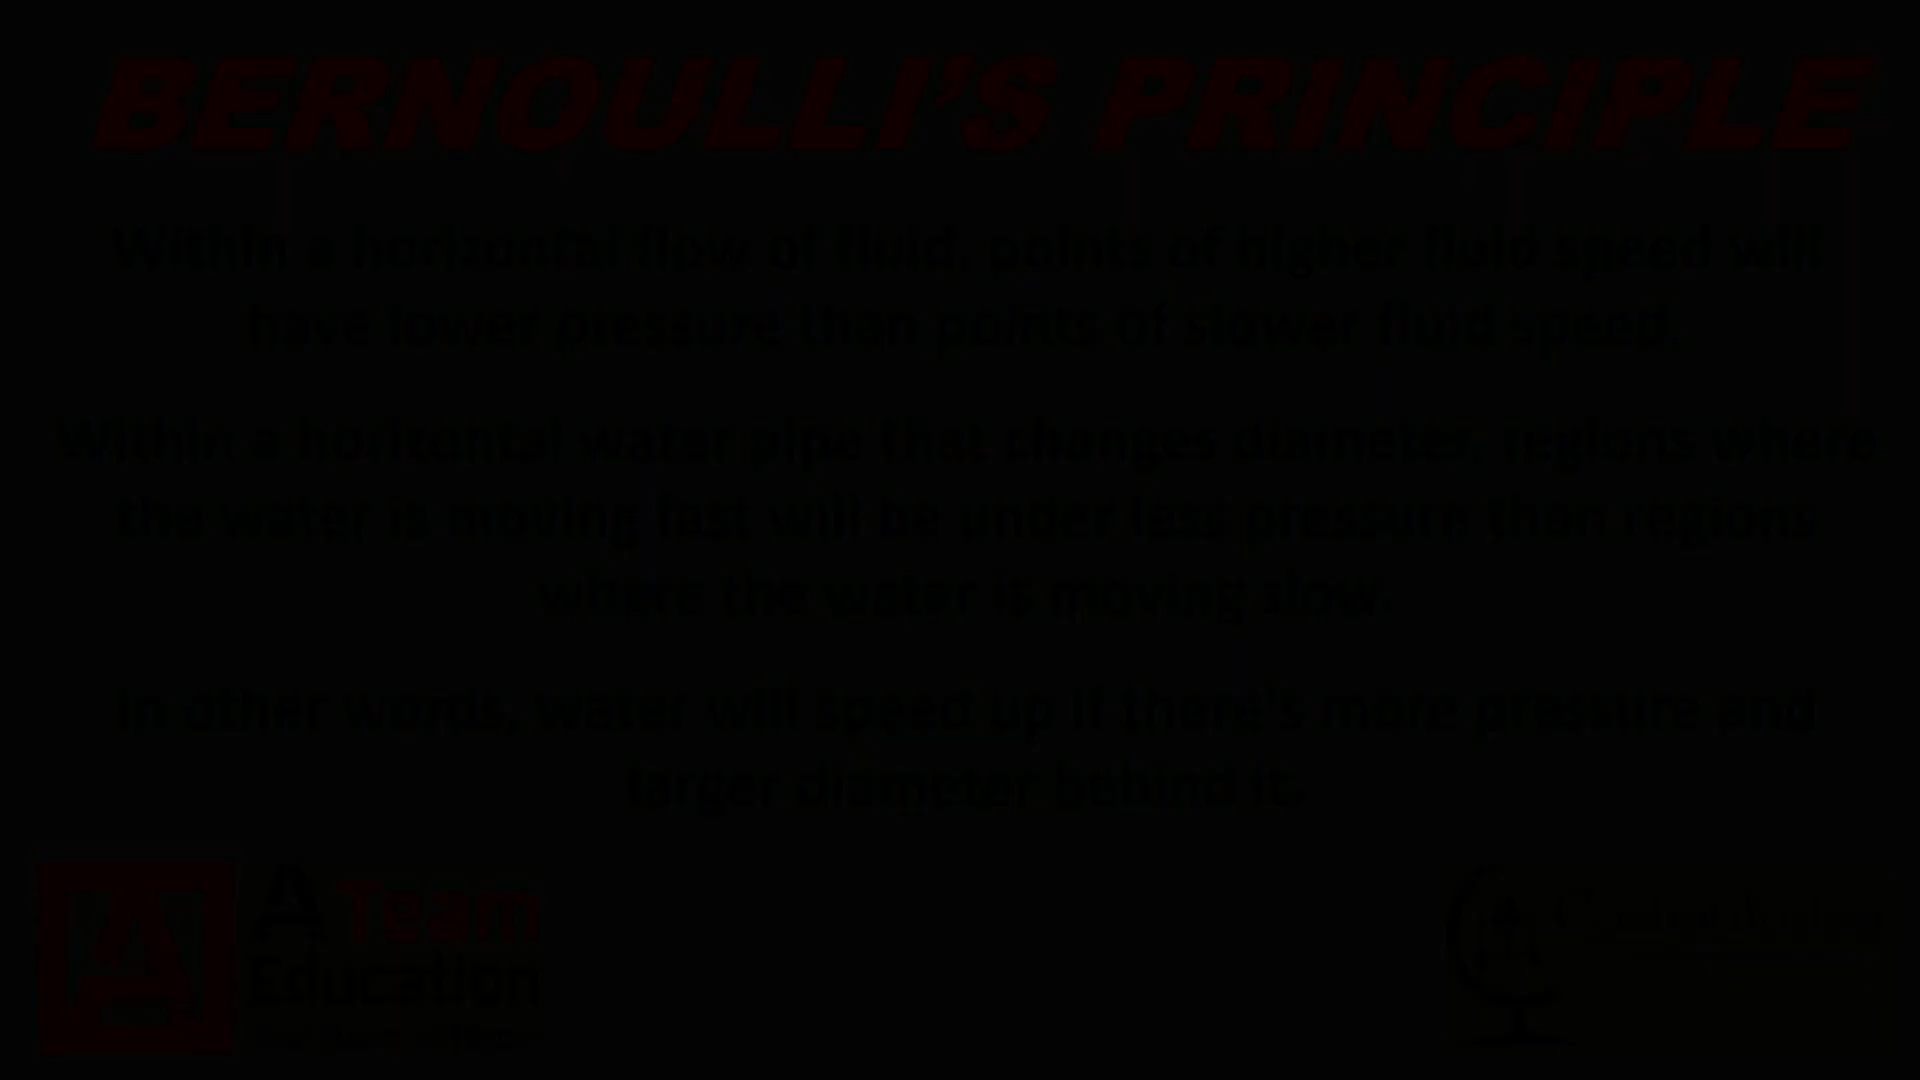 BERNOULLI'S PRINCIPLE
Within a horizontal flow of fluid, points of higher fluid speed will
have lower pressure than points of slower fluid speed.
Within a horizontal water pipe that changes diameter, regions where
the water is moving fast will be under less pressure than regions
where the water is moving slow.
In other words, water will speed up if there's more pressure and
larger diameter behind it.
A Team
Education